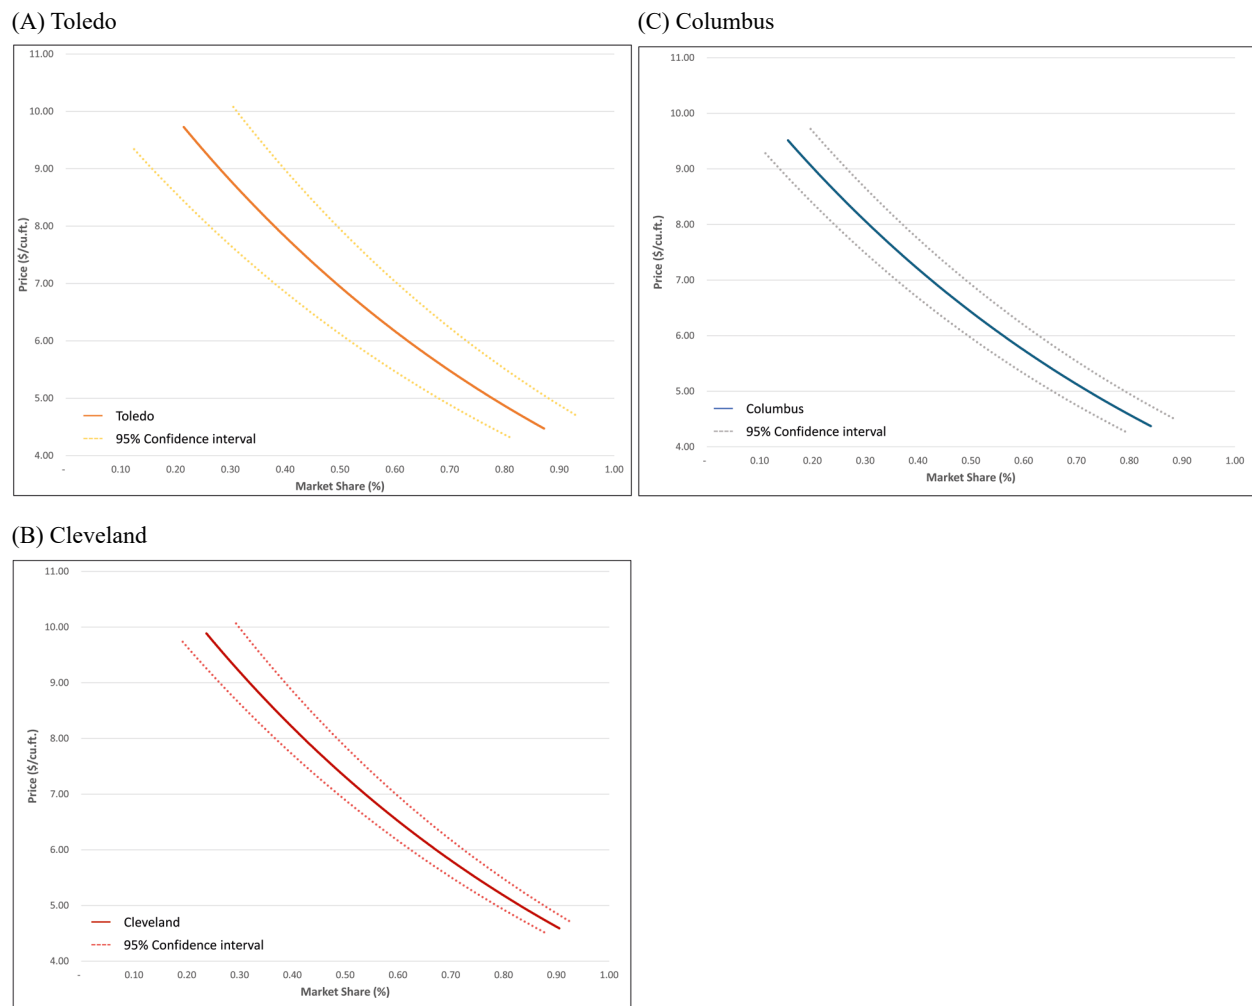 (A) Toledo
11.00
10.00
9.00
8.00
7.00
6.00
5.00
4.00
Price ($/cu.ft.)
Toledo
95% Confidence interval
- 0.10 0.20 0.30 0.40 0.50 0.60 0.70 0.80 0.90 1.00
Market Share (%)
(C) Columbus
11.00
10.00
9.00
8.00
7.00
6.00
5.00
4.00
Price ($/cu.ft.)
Columbus
95% Confidence interval
- 0.10 0.20 0.30 0.40 0.50 0.60 0.70 0.80 0.90 1.00
Market Share (%)
(B) Cleveland
11.00
10.00
9.00
8.00
7.00
6.00
5.00
4.00
Price ($/cu.ft.)
Cleveland
95% Confidence interval
- 0.10 0.20 0.30 0.40 0.50 0.60 0.70 0.80 0.90 1.00
Market Share (%)